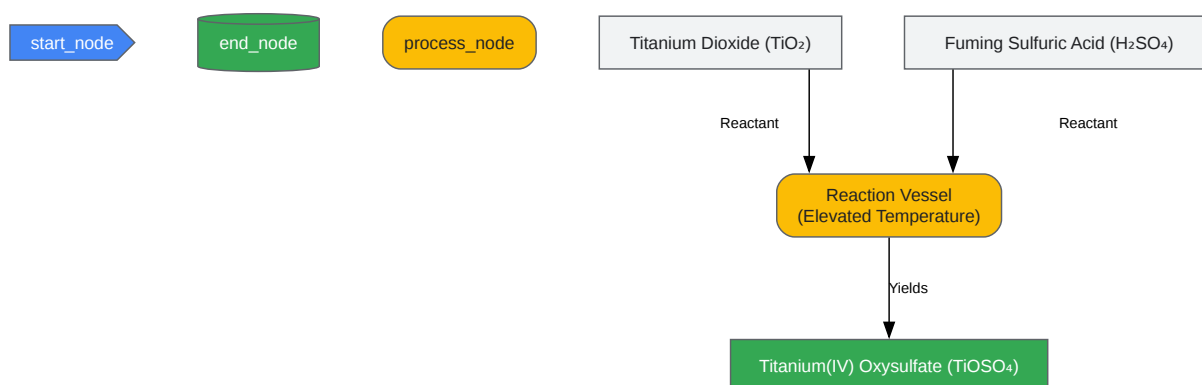 start_node
end_node
process_node
Titanium Dioxide (TiO₂)
Fuming Sulfuric Acid (H₂SO₄)
Reactant
Reactant
Reaction Vessel
(Elevated Temperature)
Yields
Titanium(IV) Oxysulfate (TiOSO₄)